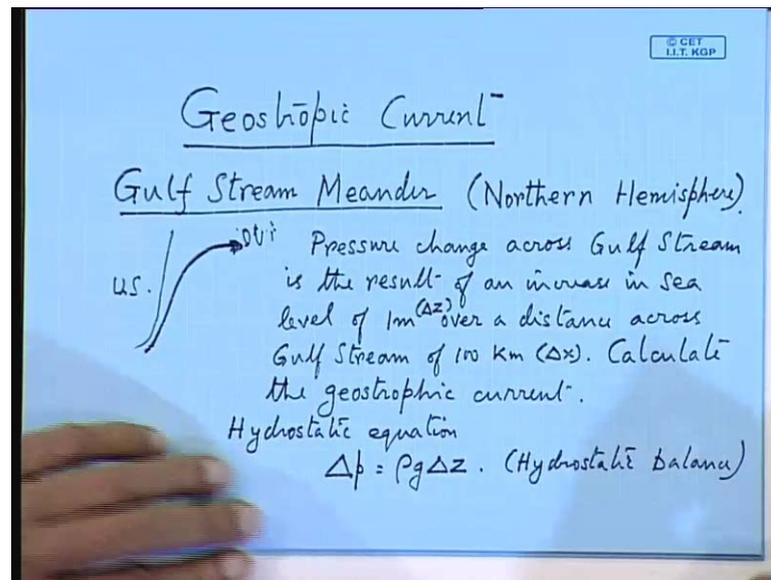 © CET
I.I.T. KGP
Geostropic Current
Gulf Stream Meander (Northern Hemisphere).
U.S.
Pressure change across Gulf Stream
is the result of an increase in sea
level of 1m (Δz) over a distance across
Gulf Stream of 100 Km (Δx). Calculate
the geostrophic current.
Hydrostatic equation
Δp = ρgΔz. (Hydrostatic balance)